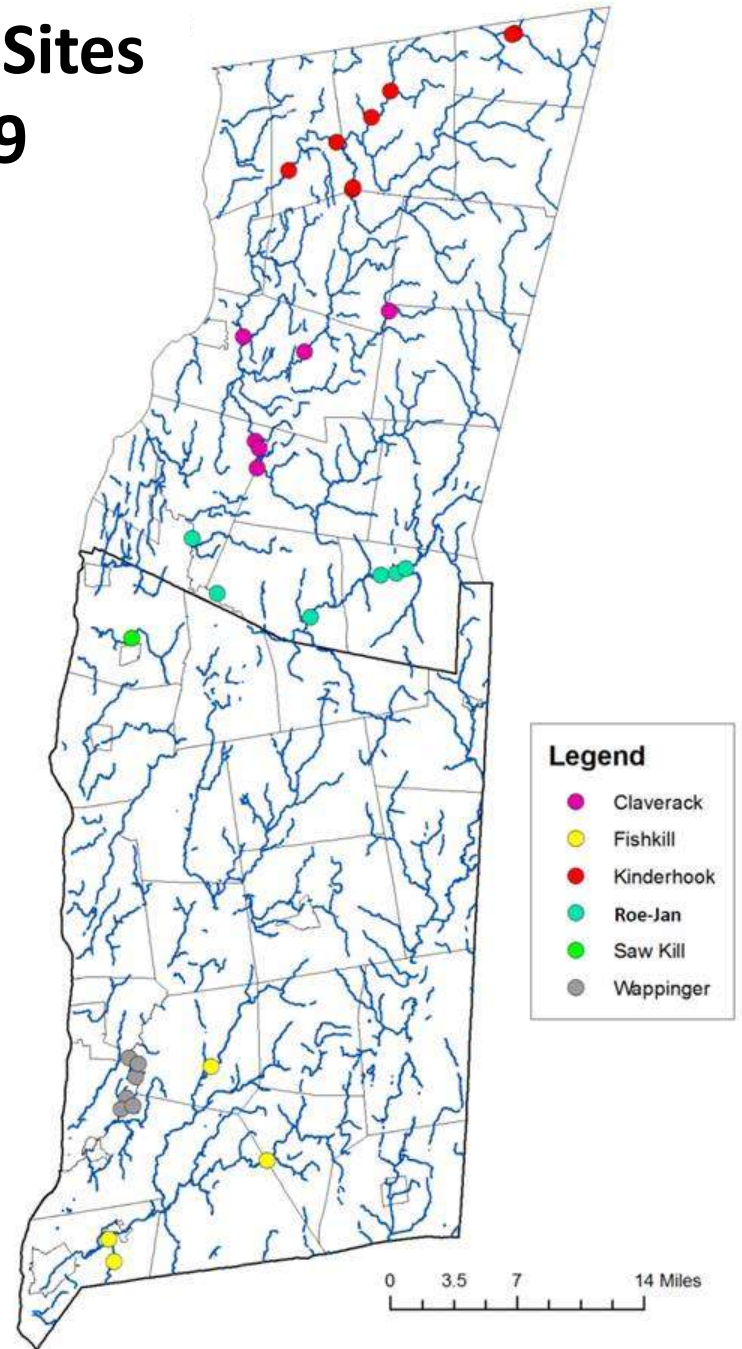 Sites
9
Legend
Claverack
Fishkill
Kinderhook
Roe-Jan
Saw Kill
Wappinger
0 3.5 7 14 Miles